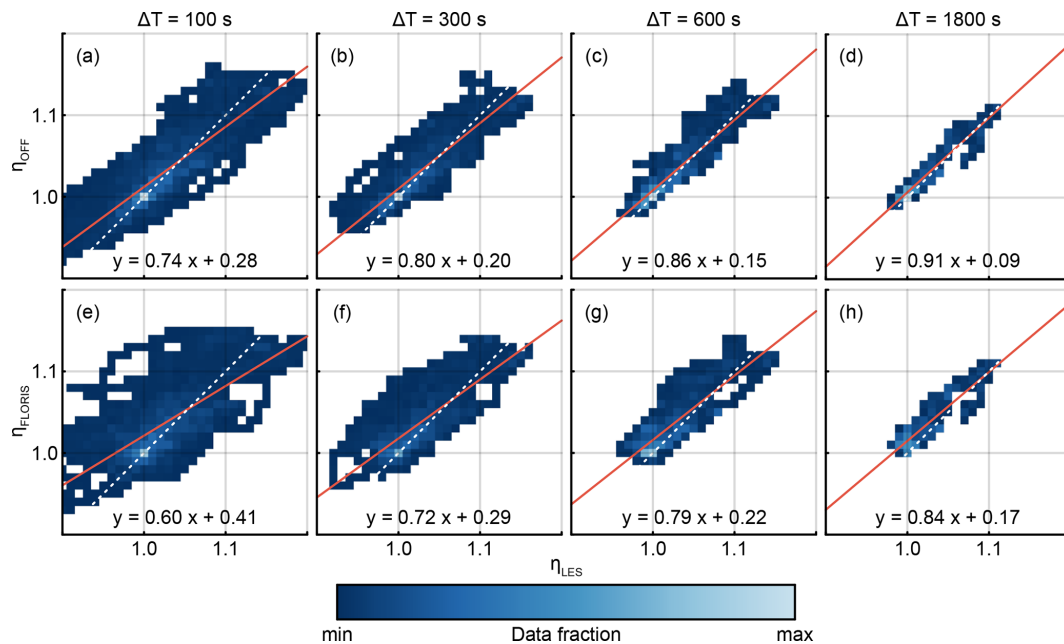 ΔT = 100 s ΔT = 300 s ΔT = 600 s ΔT = 1800 s
(a) (b) (c) (d)
1.1
η_OFF
1.0
y = 0.74 x + 0.28 y = 0.80 x + 0.20 y = 0.86 x + 0.15 y = 0.91 x + 0.09
(e) (f) (g) (h)
1.1
η_FLORIS
1.0
y = 0.60 x + 0.41 y = 0.72 x + 0.29 y = 0.79 x + 0.22 y = 0.84 x + 0.17
1.0 1.1 1.0 1.1 1.0 1.1 1.0 1.1
η_LES
min Data fraction max